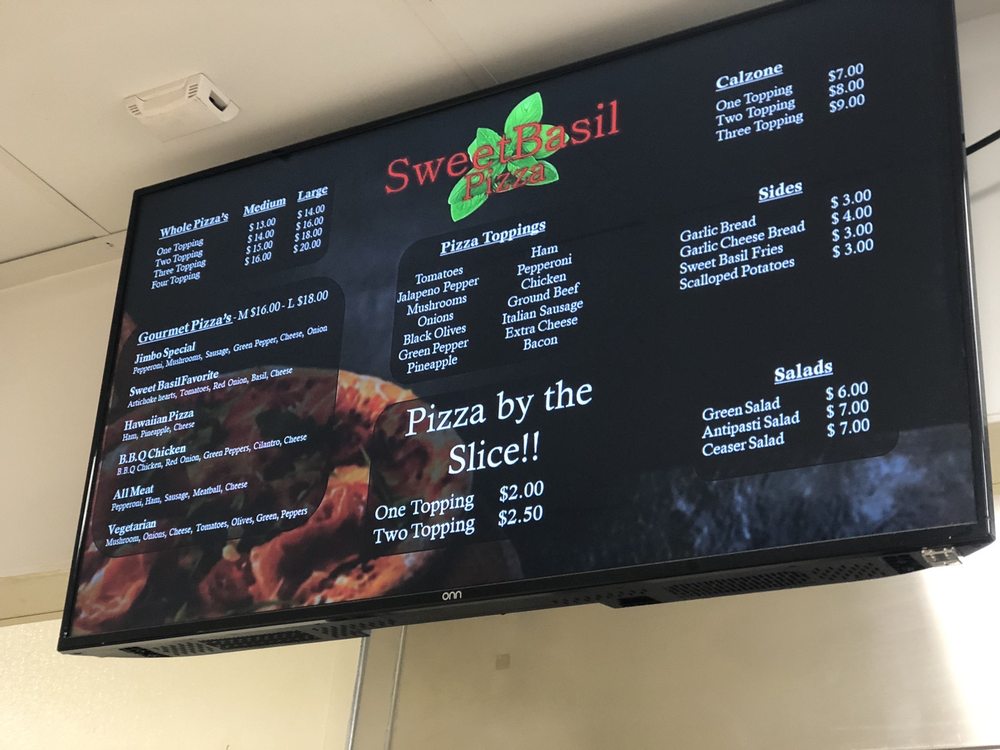 SweetBasil
Pizza
Whole Pizza's Medium Large
One Topping $ 13.00 $ 14.00
Two Topping $ 14.00 $ 16.00
Three Topping $ 15.00 $ 18.00
Four Topping $ 16.00 $ 20.00
Gourmet Pizza's - M $16.00 - L $18.00
Jimbo Special
Pepperoni, Mushrooms, Sausage, Green Pepper, Cheese, Onion
Sweet Basil Favorite
Artichoke hearts, Tomatoes, Red Onion, Basil, Cheese
Hawaiian Pizza
Ham, Pineapple, Cheese
B.B.Q Chicken
B.B.Q Chicken, Red Onion, Green Peppers, Cilantro, Cheese
All Meat
Pepperoni, Ham, Sausage, Meatball, Cheese
Vegetarian
Mushroom, Onions, Cheese, Tomatoes, Olives, Green, Peppers
Pizza Toppings
Tomatoes
Jalapeno Pepper
Mushrooms
Onions
Black Olives
Green Pepper
Pineapple
Ham
Pepperoni
Chicken
Ground Beef
Italian Sausage
Extra Cheese
Bacon
Pizza by the
Slice!!
One Topping $2.00
Two Topping $2.50
Calzone
One Topping $7.00
Two Topping $8.00
Three Topping $9.00
Sides
Garlic Bread $ 3.00
Garlic Cheese Bread $ 4.00
Sweet Basil Fries $ 3.00
Scalloped Potatoes $ 3.00
Salads
Green Salad $ 6.00
Antipasti Salad $ 7.00
Ceaser Salad $ 7.00
onn